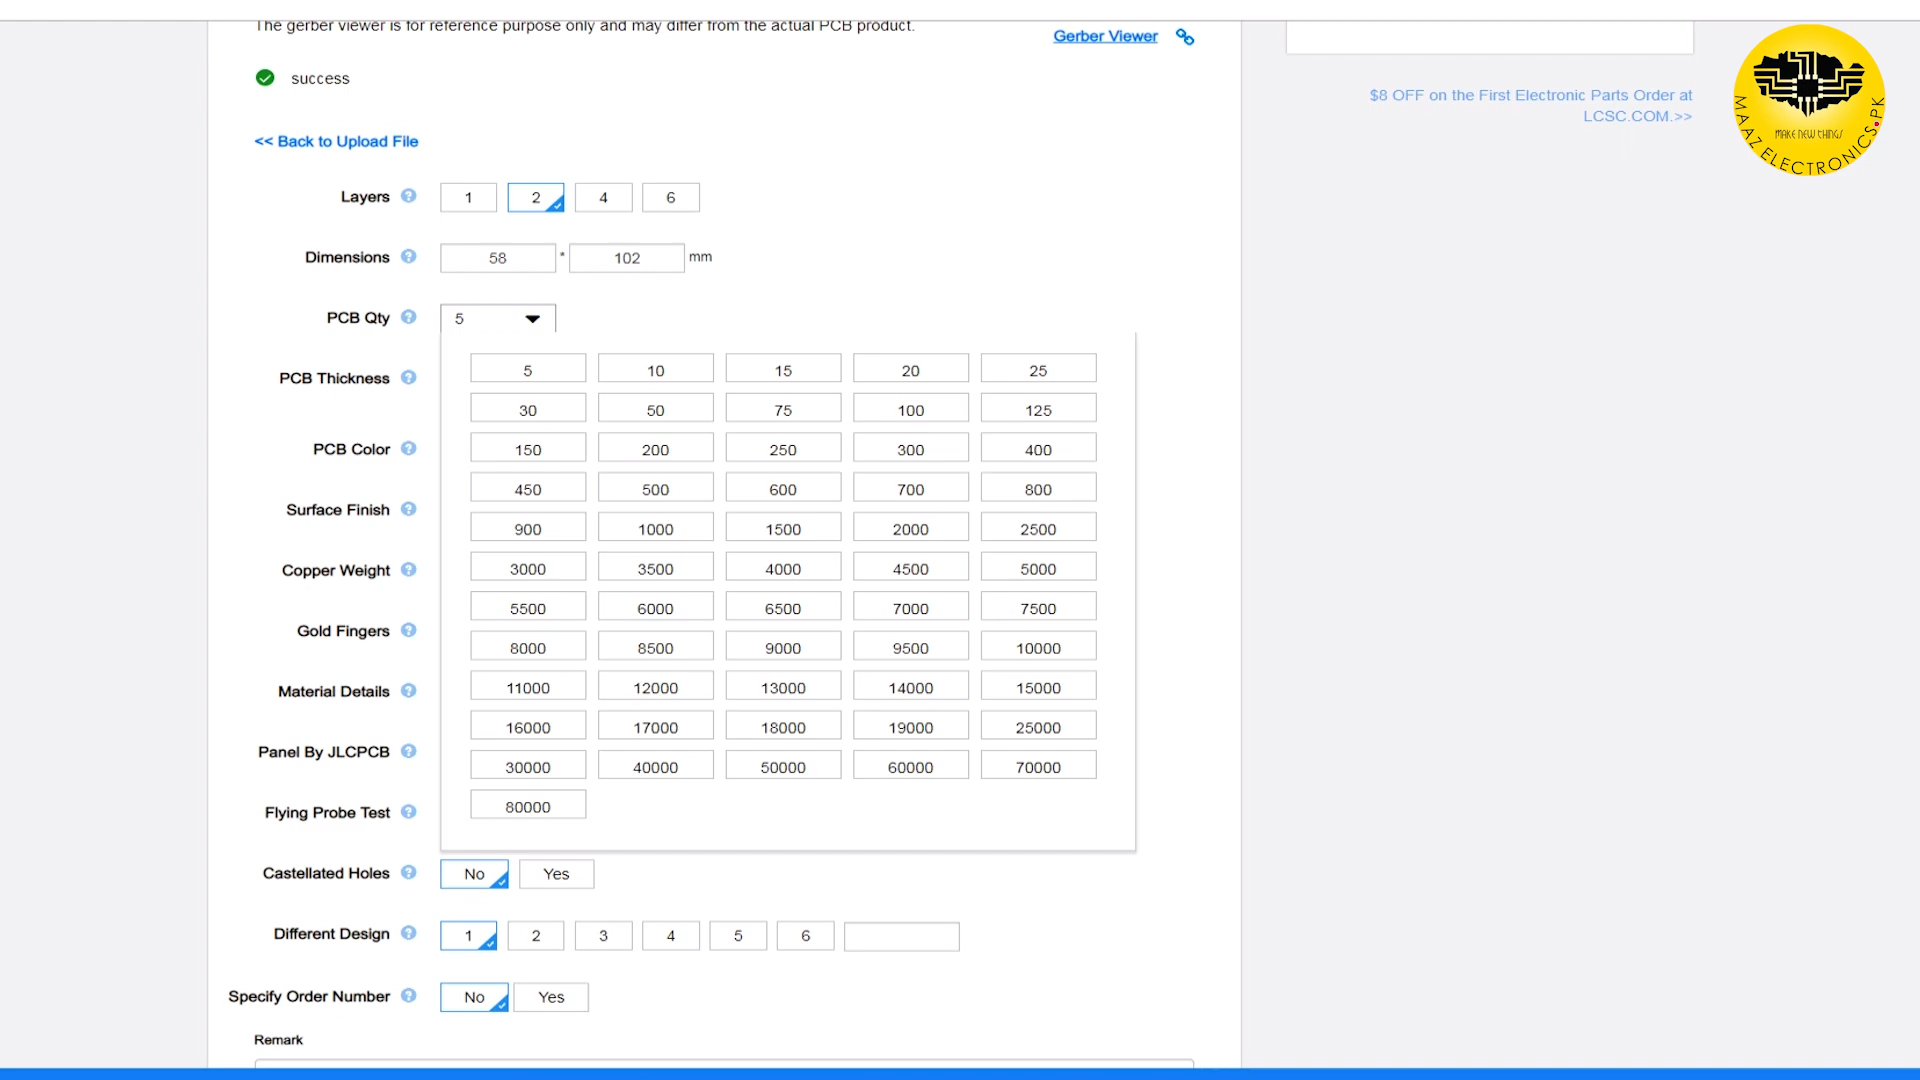 The gerber viewer is for reference purpose only and may differ from the actual PCB product.
Gerber Viewer
success
<< Back to Upload File
Layers ? 1 2 4 6
Dimensions ? 58 * 102 mm
PCB Qty ? 5
5 10 15 20 25
PCB Thickness ?
30 50 75 100 125
PCB Color ? 150 200 250 300 400
450 500 600 700 800
Surface Finish ?
900 1000 1500 2000 2500
Copper Weight ? 3000 3500 4000 4500 5000
5500 6000 6500 7000 7500
Gold Fingers ?
8000 8500 9000 9500 10000
Material Details ? 11000 12000 13000 14000 15000
16000 17000 18000 19000 25000
Panel By JLCPCB ?
30000 40000 50000 60000 70000
Flying Probe Test ? 80000
Castellated Holes ? No Yes
Different Design ? 1 2 3 4 5 6
Specify Order Number ? No Yes
Remark
$8 OFF on the First Electronic Parts Order at
LCSC.COM.>>
MAKE NEW THINGS
MAAZ ELECTRONICS.PK